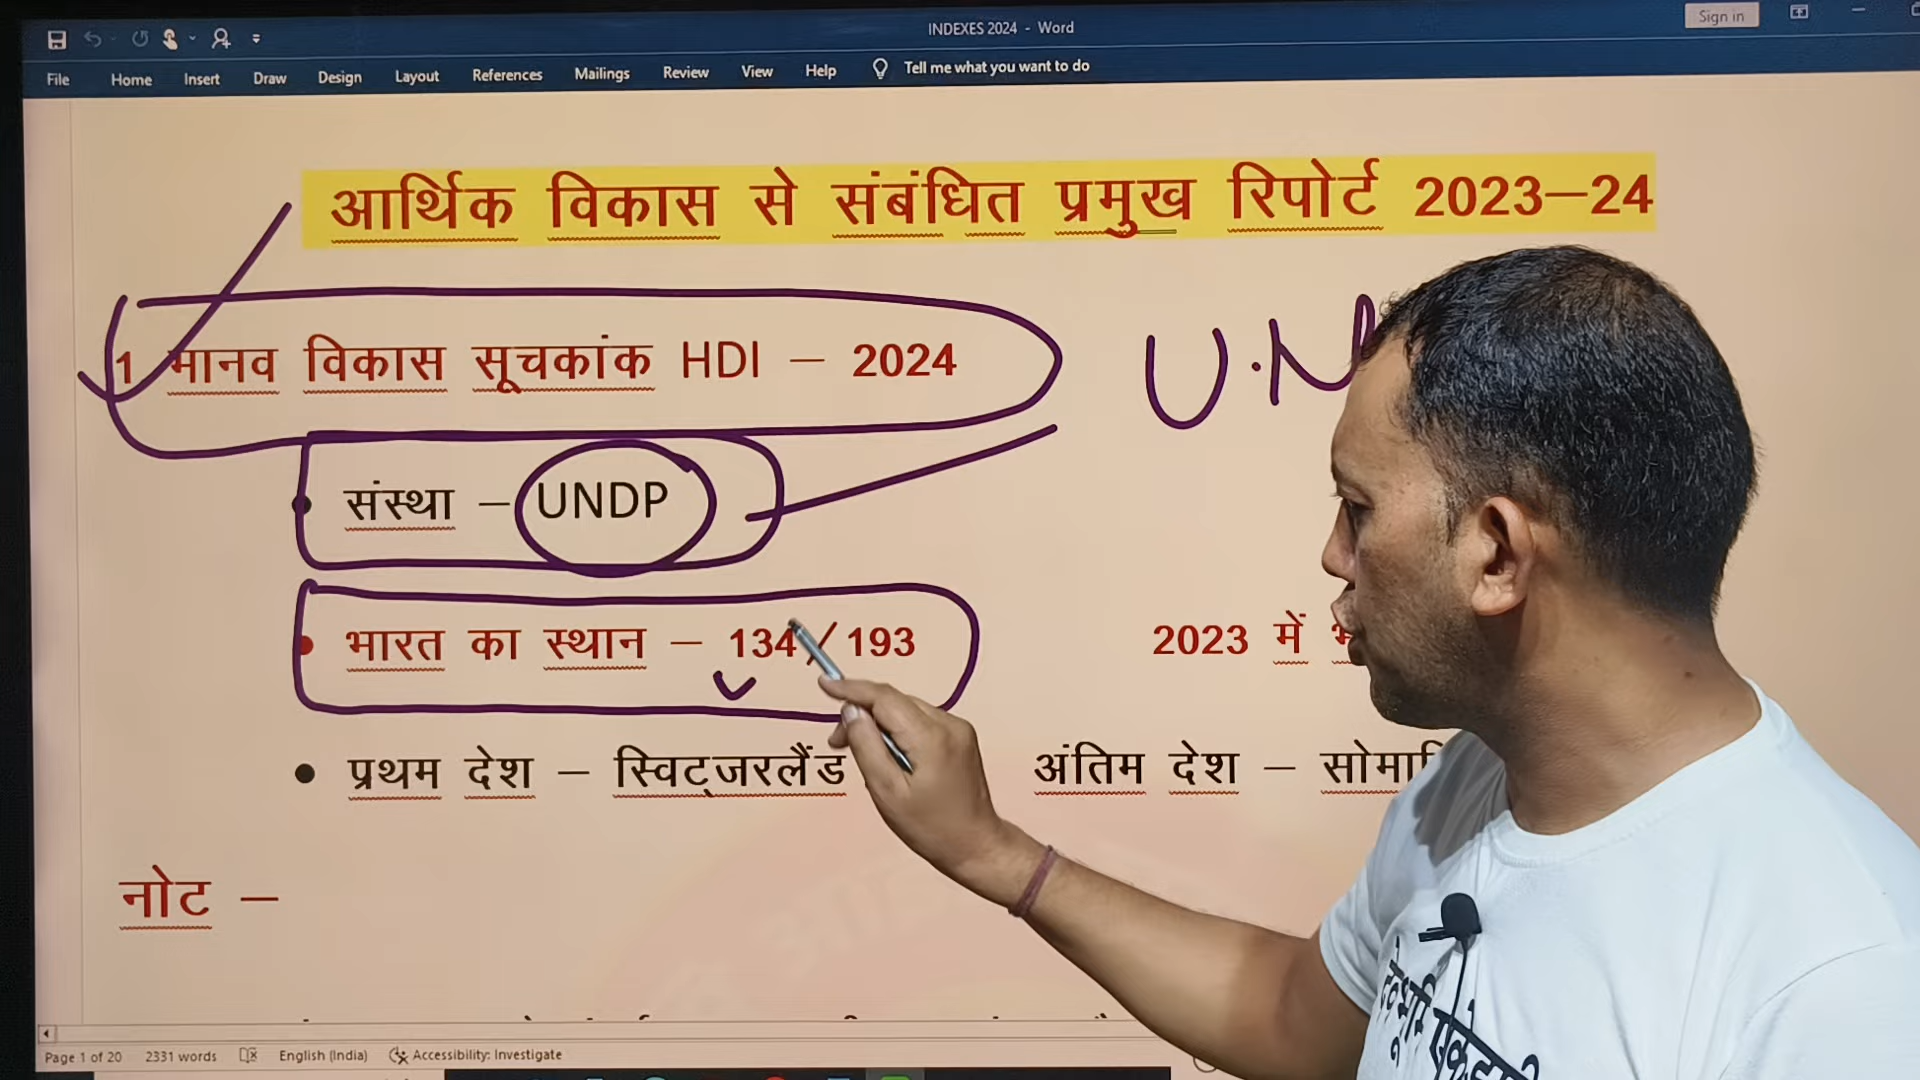 INDEXES 2024 - Word
Sign in
File Home Insert Draw Design Layout References Mailings Review View Help Tell me what you want to do
आर्थिक विकास से संबंधित प्रमुख रिपोर्ट 2023–24
1 मानव विकास सूचकांक HDI – 2024
U.N
• संस्था – UNDP
• भारत का स्थान – 134/193 2023 में
• प्रथम देश – स्विट्जरलैंड अंतिम देश –
नोट –
Page 1 of 20 2331 words English (India) Accessibility: Investigate